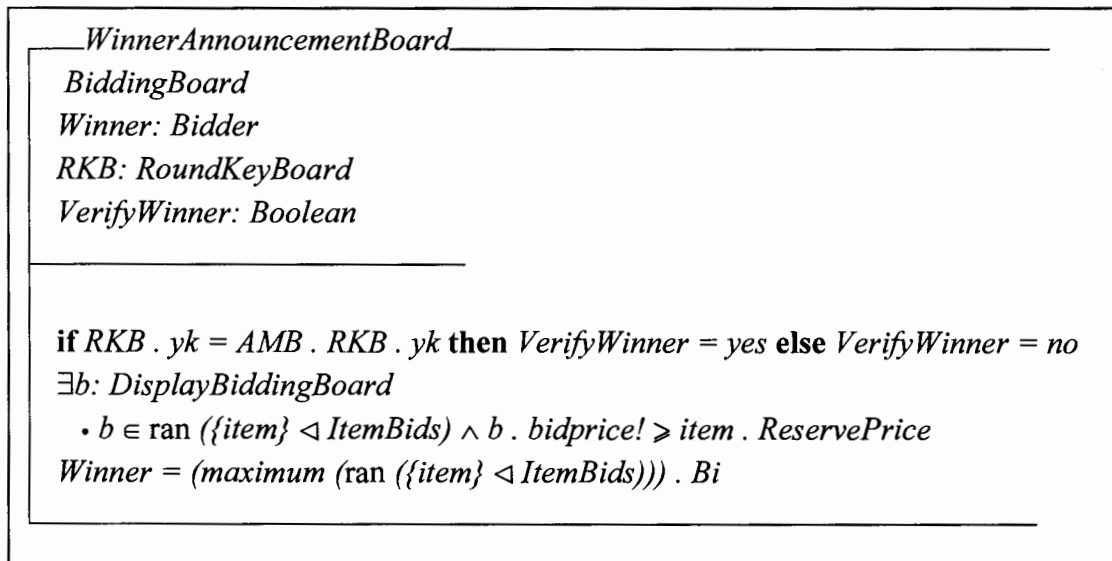 WinnerAnnouncementBoard
BiddingBoard
Winner: Bidder
RKB: RoundKeyBoard
VerifyWinner: Boolean
if RKB . yk = AMB . RKB . yk then VerifyWinner = yes else VerifyWinner = no
∃b: DisplayBiddingBoard
• b ∈ ran ({item} ◁ ItemBids) ∧ b . bidprice! ⩾ item . ReservePrice
Winner = (maximum (ran ({item} ◁ ItemBids))) . Bi